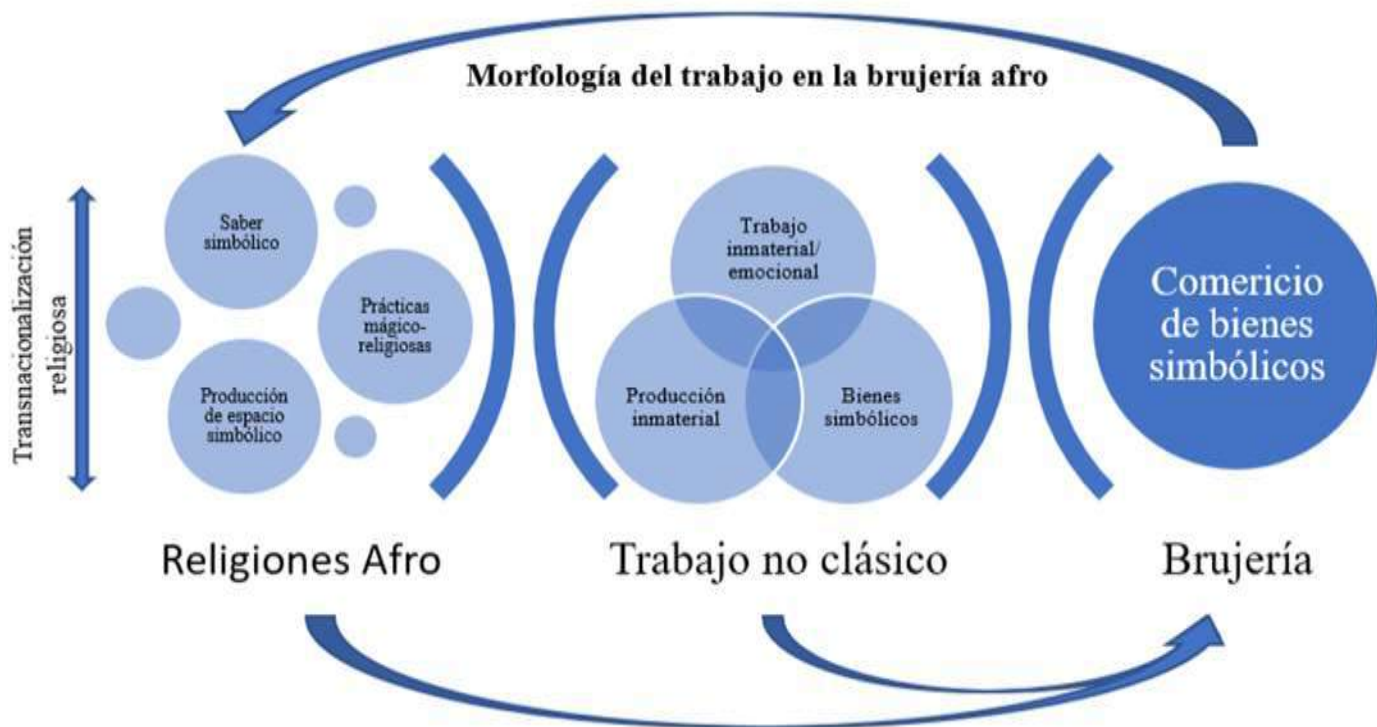 Morfología del trabajo en la brujería afro
Transnacionalización
religiosa
Saber
simbólico
Prácticas
mágico-
religiosas
Producción
de espacio
simbólico
Religiones Afro
Trabajo
inmaterial/
emocional
Producción
inmaterial
Bienes
simbólicos
Trabajo no clásico
Comericio
de bienes
simbólicos
Brujería